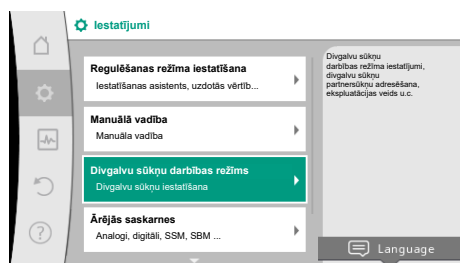 Iestatījumi
Regulēšanas režīma iestatīšana
Iestatīšanas asistents, uzdotās vērtīb...
Manuālā vadība
Manuāla vadība
Divgalvu sūkņu darbības režīms
Divgalvu sūkņu iestatīšana
Ārējās saskarnes
Analogi, digitāli, SSM, SBM ...
Divgalvu sūkņu
darbības režīma iestatījumi,
divgalvu sūkņu
partnersūkņu adresēšana,
ekspluatācijas veids u.c.
Language